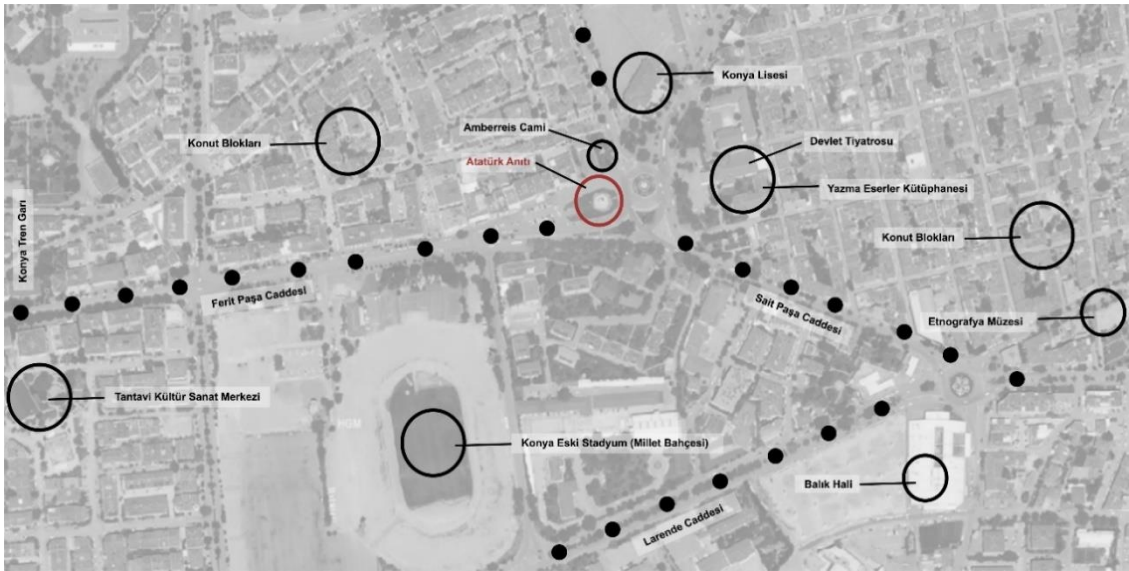 Konya Lisesi
Amberreis Cami
Konut Blokları
Devlet Tiyatrosu
Atatürk Anıtı
Yazma Eserler Kütüphanesi
Konya Tren Garı
Konut Blokları
Ferit Paşa Caddesi
Sait Paşa Caddesi
Etnografya Müzesi
Tantavi Kültür Sanat Merkezi
HGM
Konya Eski Stadyum (Millet Bahçesi)
Balık Hali
Larende Caddesi